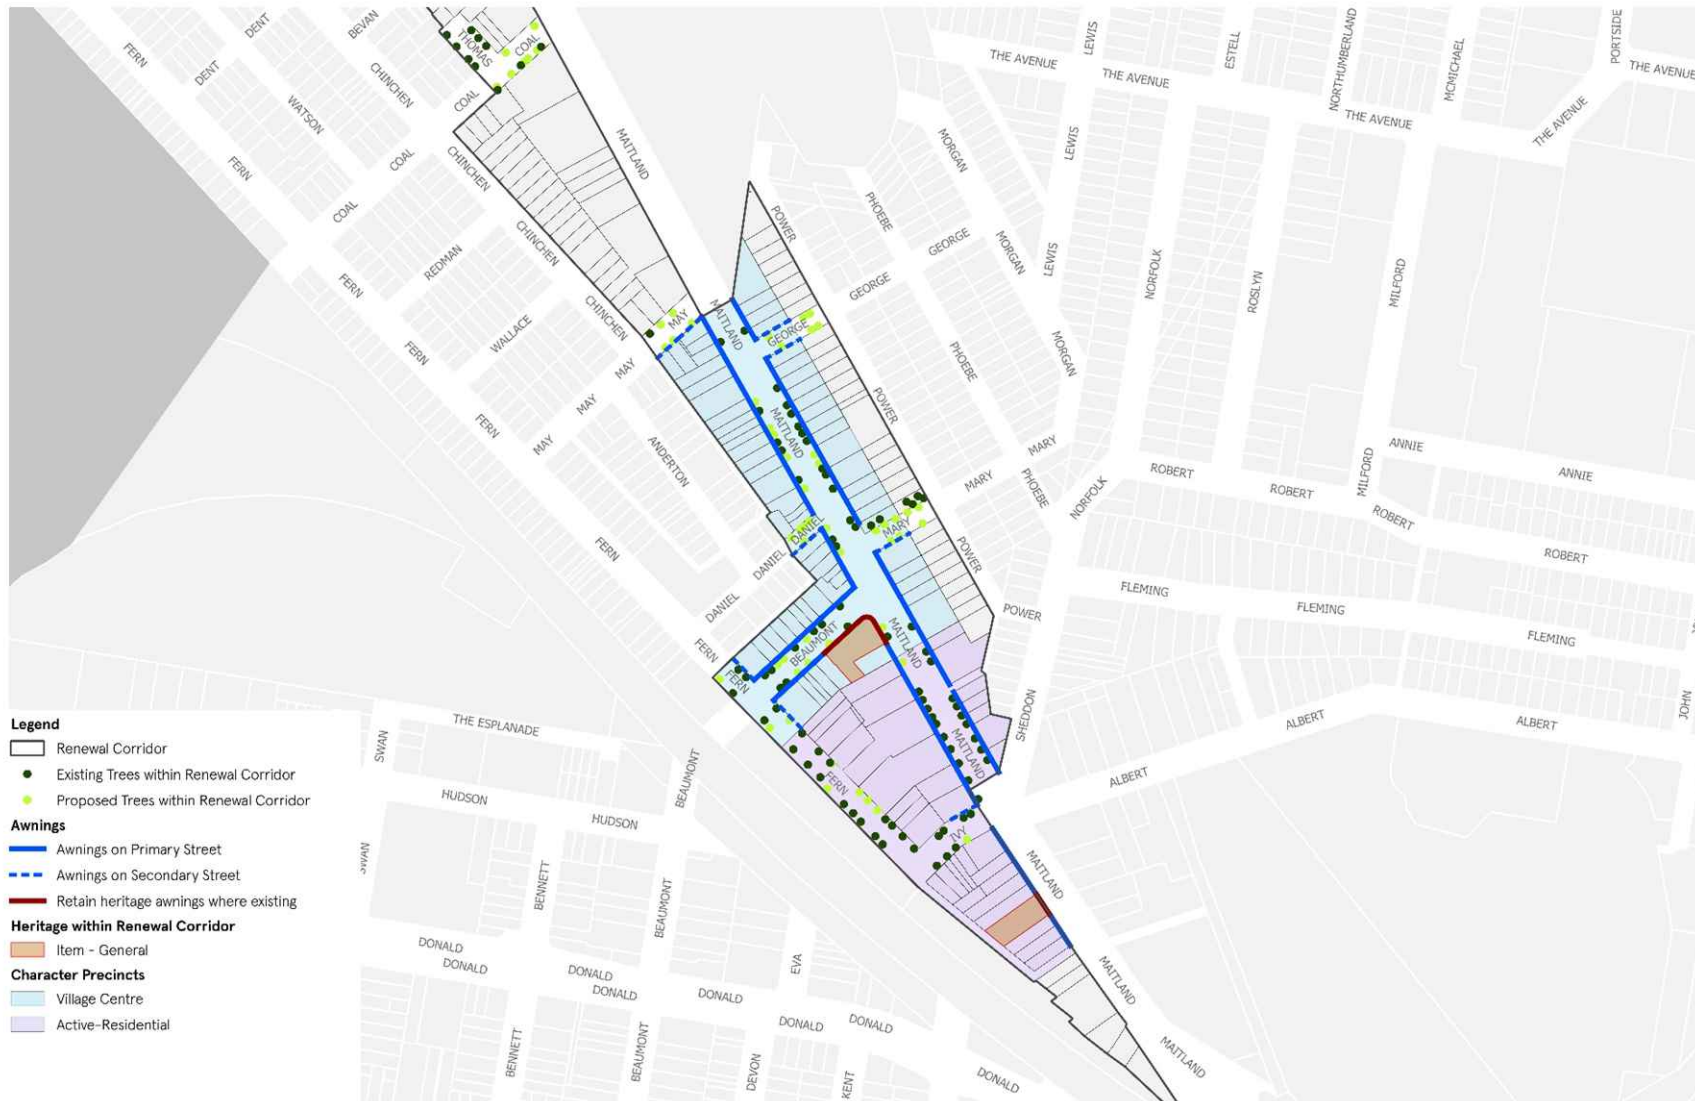 FERN
DENT
BEVAN
DENT
CHINCHEN
THOMAS
COAL
WATSON
COAL
COAL
FERN
COAL
CHINCHEN
MAITLAND
REDMAN
CHINCHEN
FERN
WALLACE
CHINCHEN
FERN
MAY
MAY
MAY
MAY
FERN
ANDERTON
FERN
DANIEL
DANIEL
DANIEL
FERN
FERN
BEAUMONT
THE AVENUE
LEWIS
THE AVENUE
ESTELL
NORTHUMBERLAND
THE AVENUE
MCMICHAEL
PORTSIDE
THE AVENUE
THE AVENUE
MORGAN
LEWIS
POWER
PHOEBE
GEORGE
MORGAN
LEWIS
NORFOLK
ROSLYN
MILFORD
GEORGE
MAITLAND
GEORGE
PHOEBE
MORGAN
MAITLAND
POWER
MARY
MARY
PHOEBE
NORFOLK
ROBERT
ROBERT
MILFORD
ANNIE
ANNIE
ROBERT
ROBERT
MARY
POWER
POWER
FLEMING
FLEMING
FLEMING
MAITLAND
SHEDDON
ALBERT
ALBERT
ALBERT
JOHN
MAITLAND
FERN
IVY
MAITLAND
MAITLAND
MAITLAND
SWAN
THE ESPLANADE
BEAUMONT
HUDSON
HUDSON
SWAN
BENNETT
BEAUMONT
DONALD
DONALD
DONALD
DONALD
EVA
DONALD
DONALD
DONALD
DONALD
BENNETT
BEAUMONT
DEVON
KENT
Legend
Renewal Corridor
Existing Trees within Renewal Corridor
Proposed Trees within Renewal Corridor
Awnings
Awnings on Primary Street
Awnings on Secondary Street
Retain heritage awnings where existing
Heritage within Renewal Corridor
Item - General
Character Precincts
Village Centre
Active-Residential